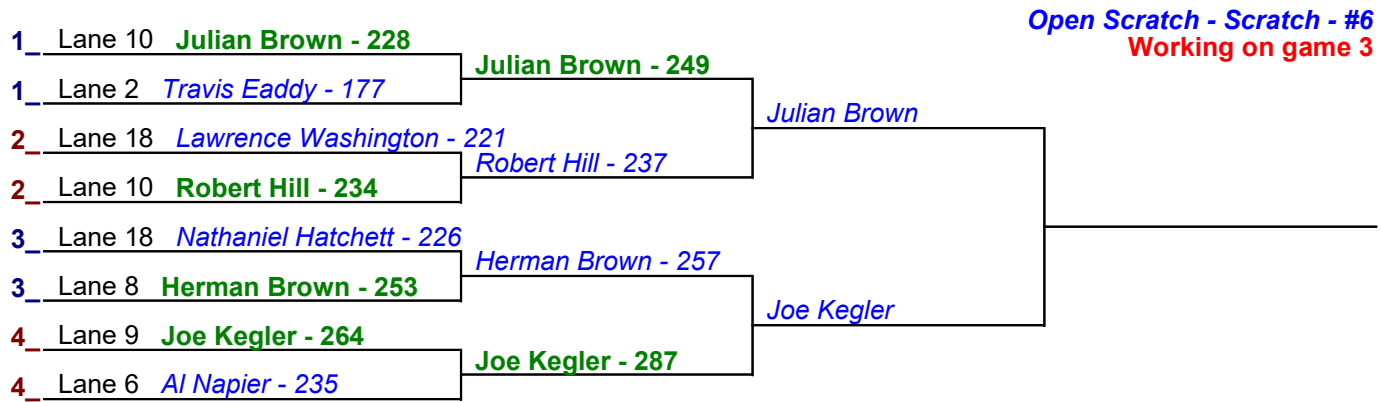 Open Scratch - Scratch - #6
Working on game 3
1_ Lane 10 Julian Brown - 228
Julian Brown - 249
1_ Lane 2 Travis Eaddy - 177
Julian Brown
2_ Lane 18 Lawrence Washington - 221
Robert Hill - 237
2_ Lane 10 Robert Hill - 234
3_ Lane 18 Nathaniel Hatchett - 226
Herman Brown - 257
3_ Lane 8 Herman Brown - 253
Joe Kegler
4_ Lane 9 Joe Kegler - 264
Joe Kegler - 287
4_ Lane 6 Al Napier - 235